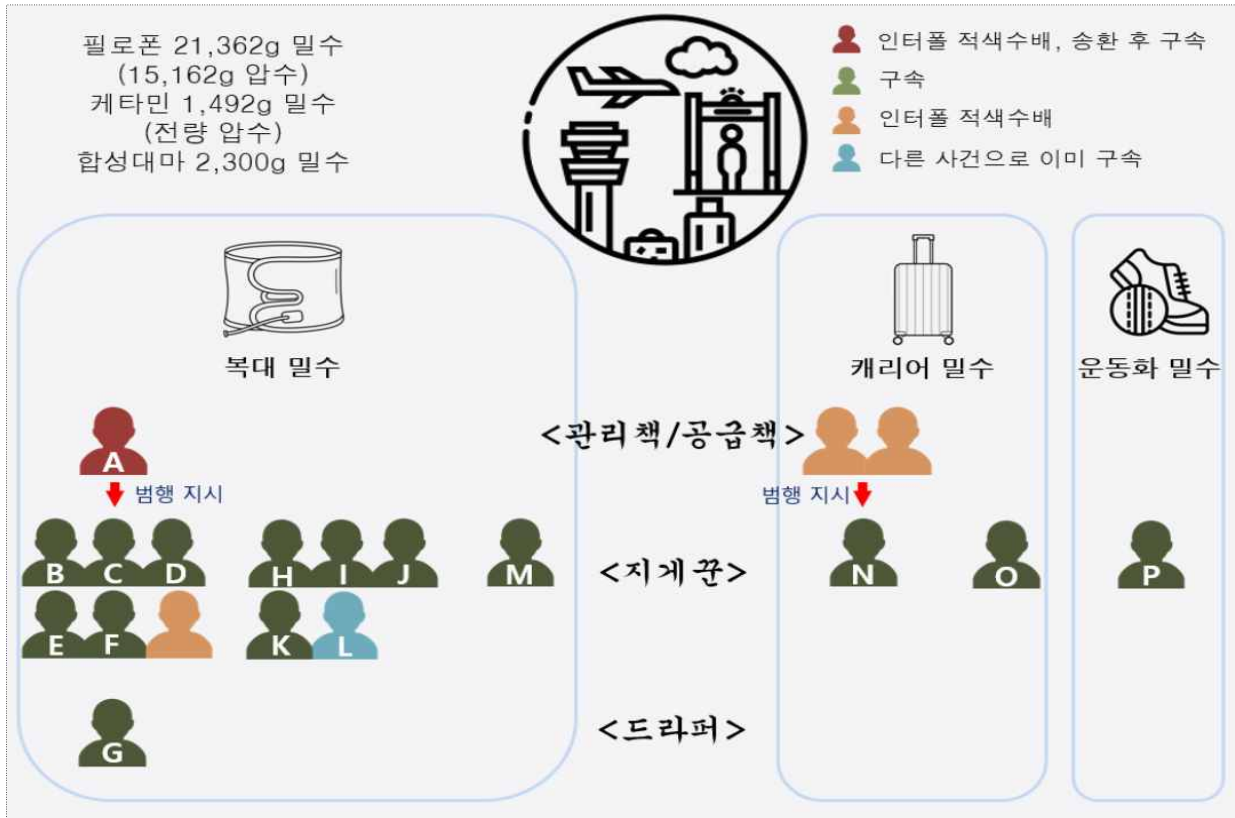 필로폰 21,362g 밀수
(15,162g 압수)
케타민 1,492g 밀수
(전량 압수)
합성대마 2,300g 밀수
인터폴 적색수배, 송환 후 구속
구속
인터폴 적색수배
다른 사건으로 이미 구속
복대 밀수
캐리어 밀수
운동화 밀수
A
<관리책/공급책>
범행 지시
범행 지시
B C D H I J M
<지게꾼>
N O P
E F K L
G
<드라퍼>